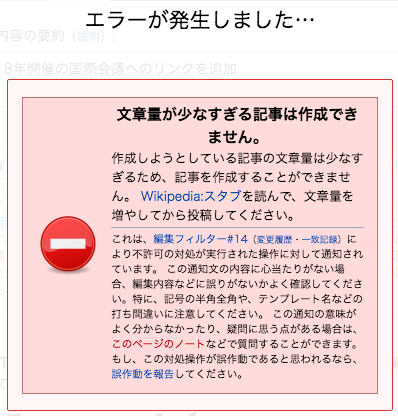 エラーが発生しました…
内容の要約（説明）：
8年開催の国際会議へのリンクを追加
文章量が少なすぎる記事は作成でき
ません。
作成しようとしている記事の文章量は少なす
ぎるため、記事を作成することができませ
ん。 Wikipedia:スタブを読んで、文章量を
増やしてから投稿してください。
これは、編集フィルター#14（変更履歴・一致記録）に
より不許可の対処が実行された操作に対して通知され
ています。 この通知文の内容に心当たりがない場
合、編集内容などに誤りがないかよく確認してくださ
い。特に、記号の半角全角や、テンプレート名などの
打ち間違いに注意してください。 この通知の意味が
よく分からなかったり、疑問に思う点がある場合は、
このページのノートなどで質問することができます。
もし、この対処操作が誤作動であると思われるなら、
誤作動を報告してください。